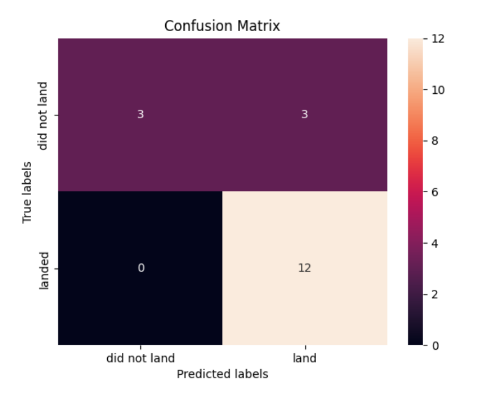 Confusion Matrix
True labels
did not land
landed
3
3
0
12
did not land
land
Predicted labels
12
10
8
6
4
2
0